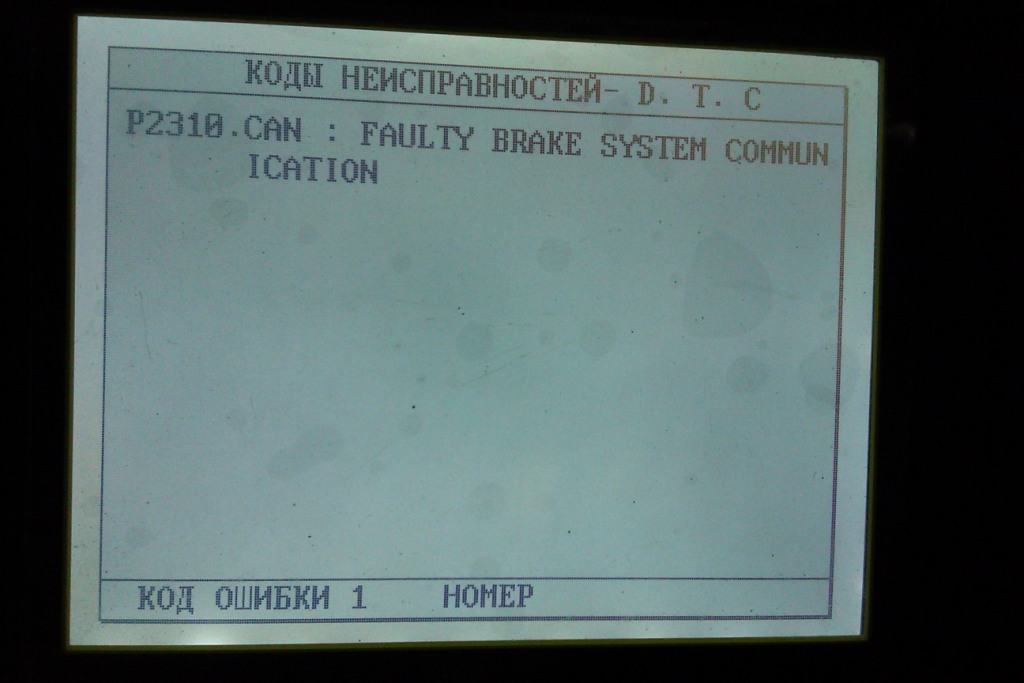 КОДЫ НЕИСПРАВНОСТЕЙ- D. T. C
P2310.CAN : FAULTY BRAKE SYSTEM COMMUN
ICATION
КОД ОШИБКИ 1 НОМЕР